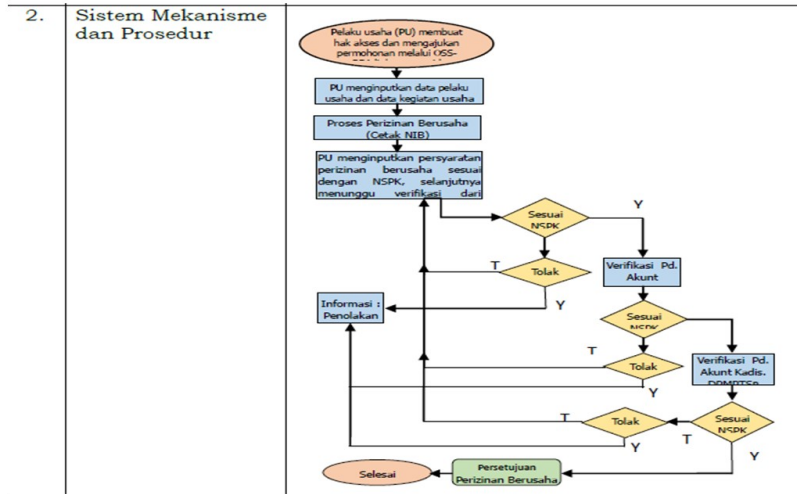 2.
Sistem Mekanisme
dan Prosedur
Pelaku usaha (PU) membuat
hak akses dan mengajukan
permohonan melalui OSS-
PU menginputkan data pelaku
usaha dan data kegiatan usaha
Proses Perizinan Berusaha
(Cetak NIB)
PU menginputkan persyaratan
perizinan berusaha sesuai
dengan NSPK, selanjutnya
menunggu verifikasi dari
Sesuai
NSPK
Y
Tolak
T
Y
Verifikasi Pd.
Akunt
Informasi :
Penolakan
Sesuai
NSPK
Y
T
Tolak
Y
Verifikasi Pd.
Akunt Kadis.
DPMPTSp
Sesuai
NSPK
T
Tolak
T
Y
Y
Persetujuan
Perizinan Berusaha
Selesai